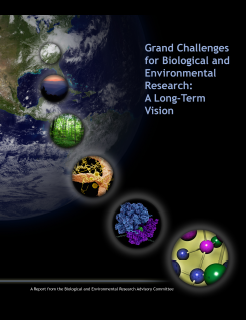 Grand Challenges
for Biological and
Environmental
Research:
A Long-Term
Vision
A Report from the Biological and Environmental Research Advisory Committee